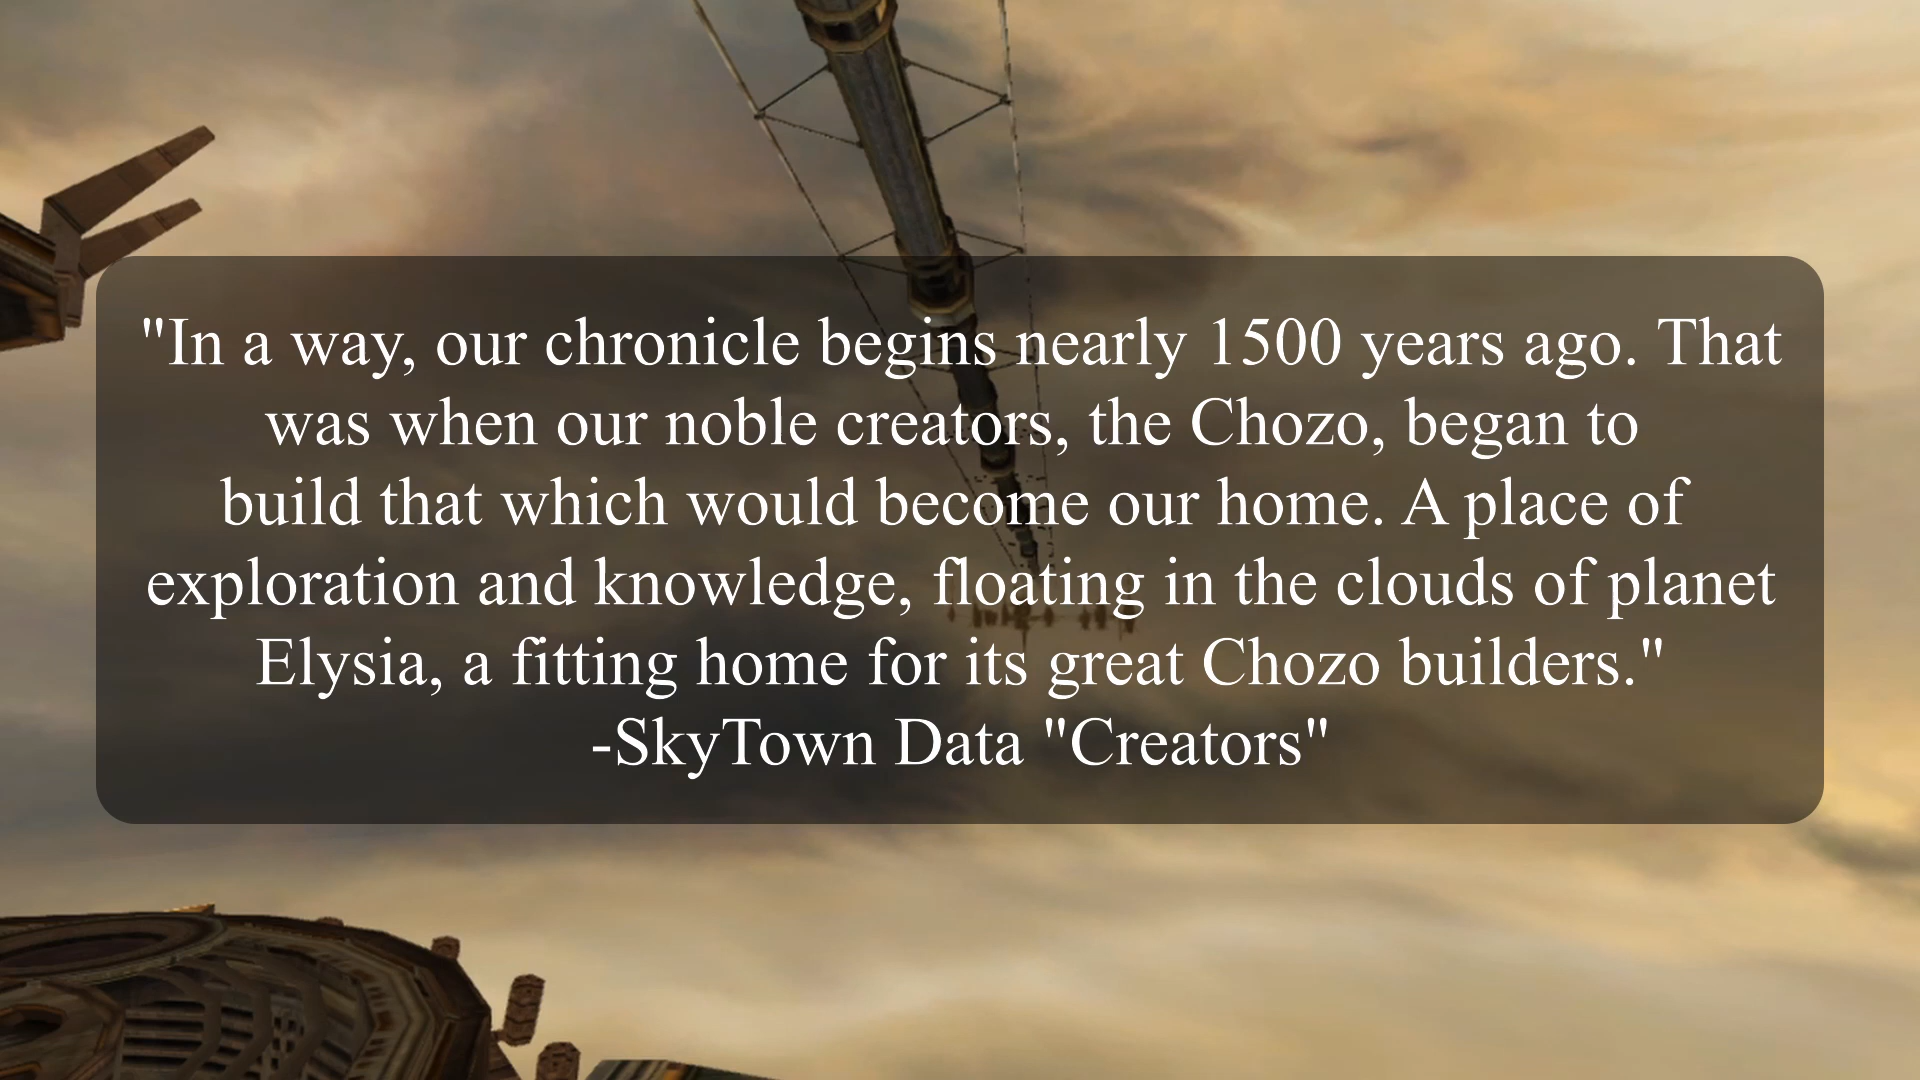 "In a way, our chronicle begins nearly 1500 years ago. That
was when our noble creators, the Chozo, began to
build that which would become our home. A place of
exploration and knowledge, floating in the clouds of planet
Elysia, a fitting home for its great Chozo builders."
-SkyTown Data "Creators"